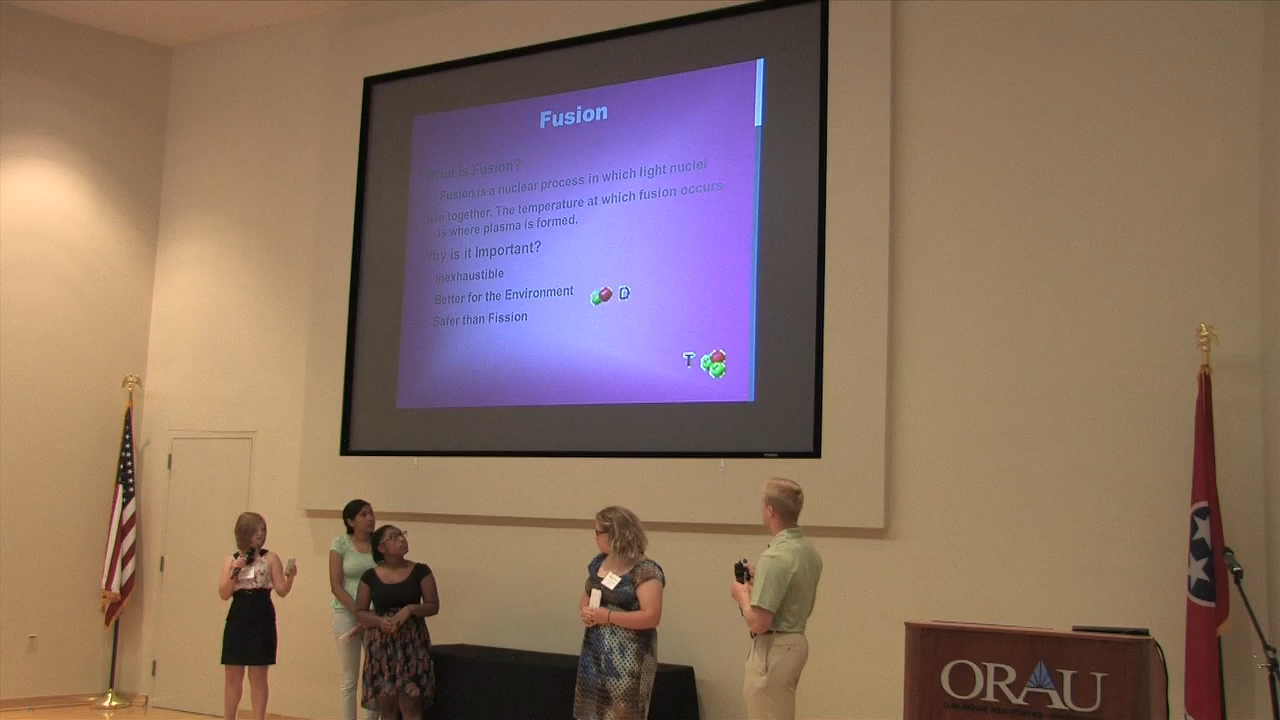 Fusion
What is Fusion?
Fusion is a nuclear process in which light nuclei
fuse together. The temperature at which fusion occurs
is where plasma is formed.
Why is it Important?
Inexhaustible
Better for the Environment
D
Safer than Fission
T
ORAU